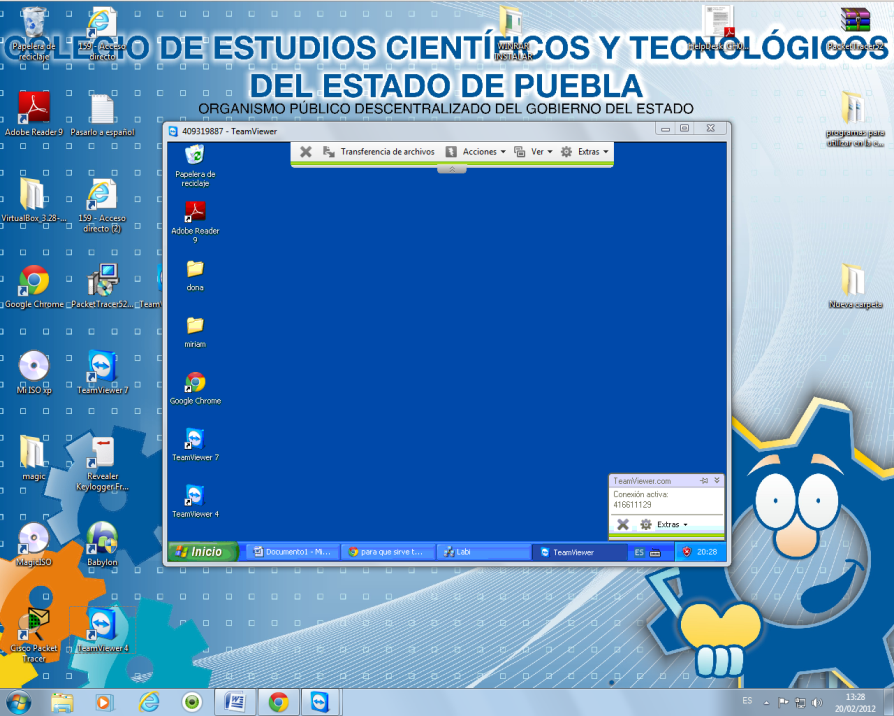 COLEGIO DE ESTUDIOS CIENTÍFICOS Y TECNOLÓGICOS
DEL ESTADO DE PUEBLA
ORGANISMO PÚBLICO DESCENTRALIZADO DEL GOBIERNO DEL ESTADO
Papelera de reciclaje
159 - Acceso directo
WINRAR INSTALAR
PacketTracer52...
Adobe Reader 9
Pasarlo a español
programas para utilizar en la c...
VirtualBox_3.28-...
159 - Acceso directo (2)
Google Chrome
PacketTracer52...
TeamV
Nueva carpeta
Mi ISO xp
TeamViewer 7
magic
Revealer Keylogger Fr...
MagicISO
Babylon
Cisco Packet Tracer
TeamViewer 4
409319887 - TeamViewer
Transferencia de archivos
Acciones
Ver
Extras
Papelera de reciclaje
Adobe Reader 9
dona
miriam
Google Chrome
TeamViewer 7
TeamViewer 4
TeamViewer.com
Conexión activa:
416611129
Extras
Inicio
Documento1 - Mi...
para que sirve t...
Labi
TeamViewer
ES
20:28
ES
13:28
20/02/2012